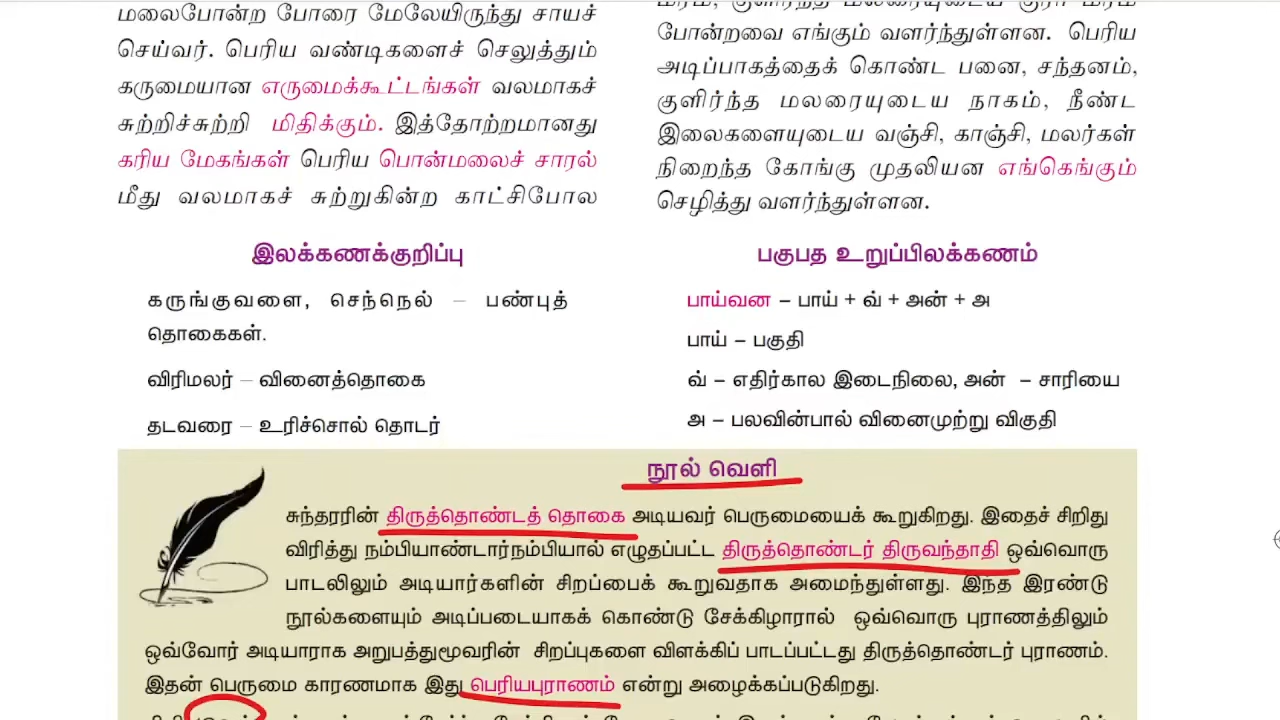 மலைபோன்ற போரை மேலேயிருந்து சாயச்
செய்வர். பெரிய வண்டிகளைச் செலுத்தும்
கருமையான எருமைக்கூட்டங்கள் வலமாகச்
சுற்றிச்சுற்றி மிதிக்கும். இத்தோற்றமானது
கரிய மேகங்கள் பெரிய பொன்மலைச் சாரல்
மீது வலமாகச் சுற்றுகின்ற காட்சிபோல
மரம், குளிர்ந்த மலரையுடைய குரா மரம்
போன்றவை எங்கும் வளர்ந்துள்ளன. பெரிய
அடிப்பாகத்தைக் கொண்ட பனை, சந்தனம்,
குளிர்ந்த மலரையுடைய நாகம், நீண்ட
இலைகளையுடைய வஞ்சி, காஞ்சி, மலர்கள்
நிறைந்த கோங்கு முதலியன எங்கெங்கும்
செழித்து வளர்ந்துள்ளன.
இலக்கணக்குறிப்பு
கருங்குவளை, செந்நெல் – பண்புத்
தொகைகள்.
விரிமலர் – வினைத்தொகை
தடவரை – உரிச்சொல் தொடர்
பகுபத உறுப்பிலக்கணம்
பாய்வன – பாய் + வ் + அன் + அ
பாய் – பகுதி
வ் – எதிர்கால இடைநிலை, அன் – சாரியை
அ – பலவின்பால் வினைமுற்று விகுதி
நூல் வெளி
சுந்தரரின் திருத்தொண்டத் தொகை அடியவர் பெருமையைக் கூறுகிறது. இதைச் சிறிது
விரித்து நம்பியாண்டார்நம்பியால் எழுதப்பட்ட திருத்தொண்டர் திருவந்தாதி ஒவ்வொரு
பாடலிலும் அடியார்களின் சிறப்பைக் கூறுவதாக அமைந்துள்ளது. இந்த இரண்டு
நூல்களையும் அடிப்படையாகக் கொண்டு சேக்கிழாரால் ஒவ்வொரு புராணத்திலும்
ஒவ்வோர் அடியாராக அறுபத்துமூவரின் சிறப்புகளை விளக்கிப் பாடப்பட்டது திருத்தொண்டர் புராணம்.
இதன் பெருமை காரணமாக இது பெரியபுராணம் என்று அழைக்கப்படுகிறது.